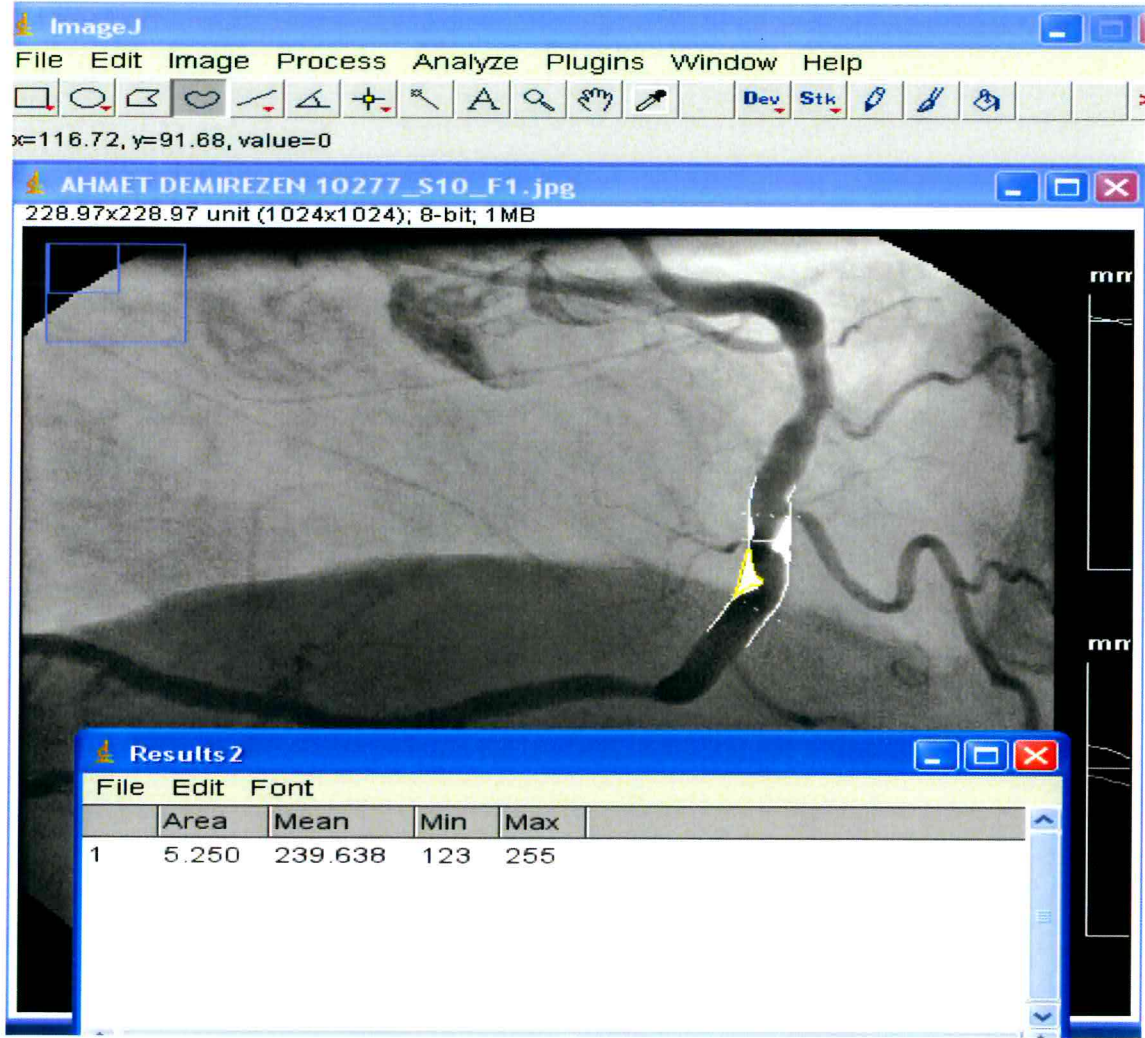 ImageJ
File Edit Image Process Analyze Plugins Window Help
A Dev Stk
x=116.72, y=91.68, value=0
AHMET DEMIREZEN 10277_S10_F1.jpg
228.97x228.97 unit (1024x1024); 8-bit; 1MB
mm
mm
Results2
File Edit Font
Area Mean Min Max
1 5.250 239.638 123 255